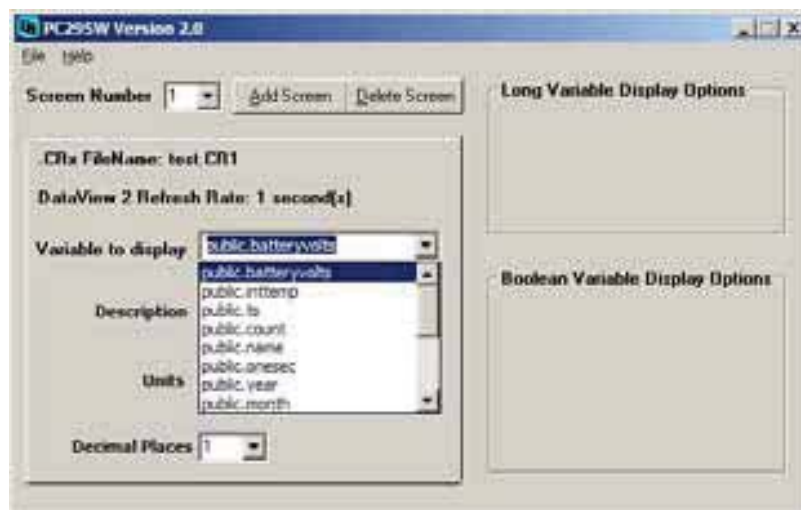 PC295W Version 2.0
File Help
Screen Number 1 Add Screen Delete Screen
.CRx FileName: test.CR1
DataView 2 Refresh Rate: 1 second(s)
Variable to display public.batteryvolts
public.batteryvolts
public.inttemp
public.ts
public.count
public.name
public.onesec
public.year
public.month
Description
Units
Decimal Places 1
Long Variable Display Options
Boolean Variable Display Options